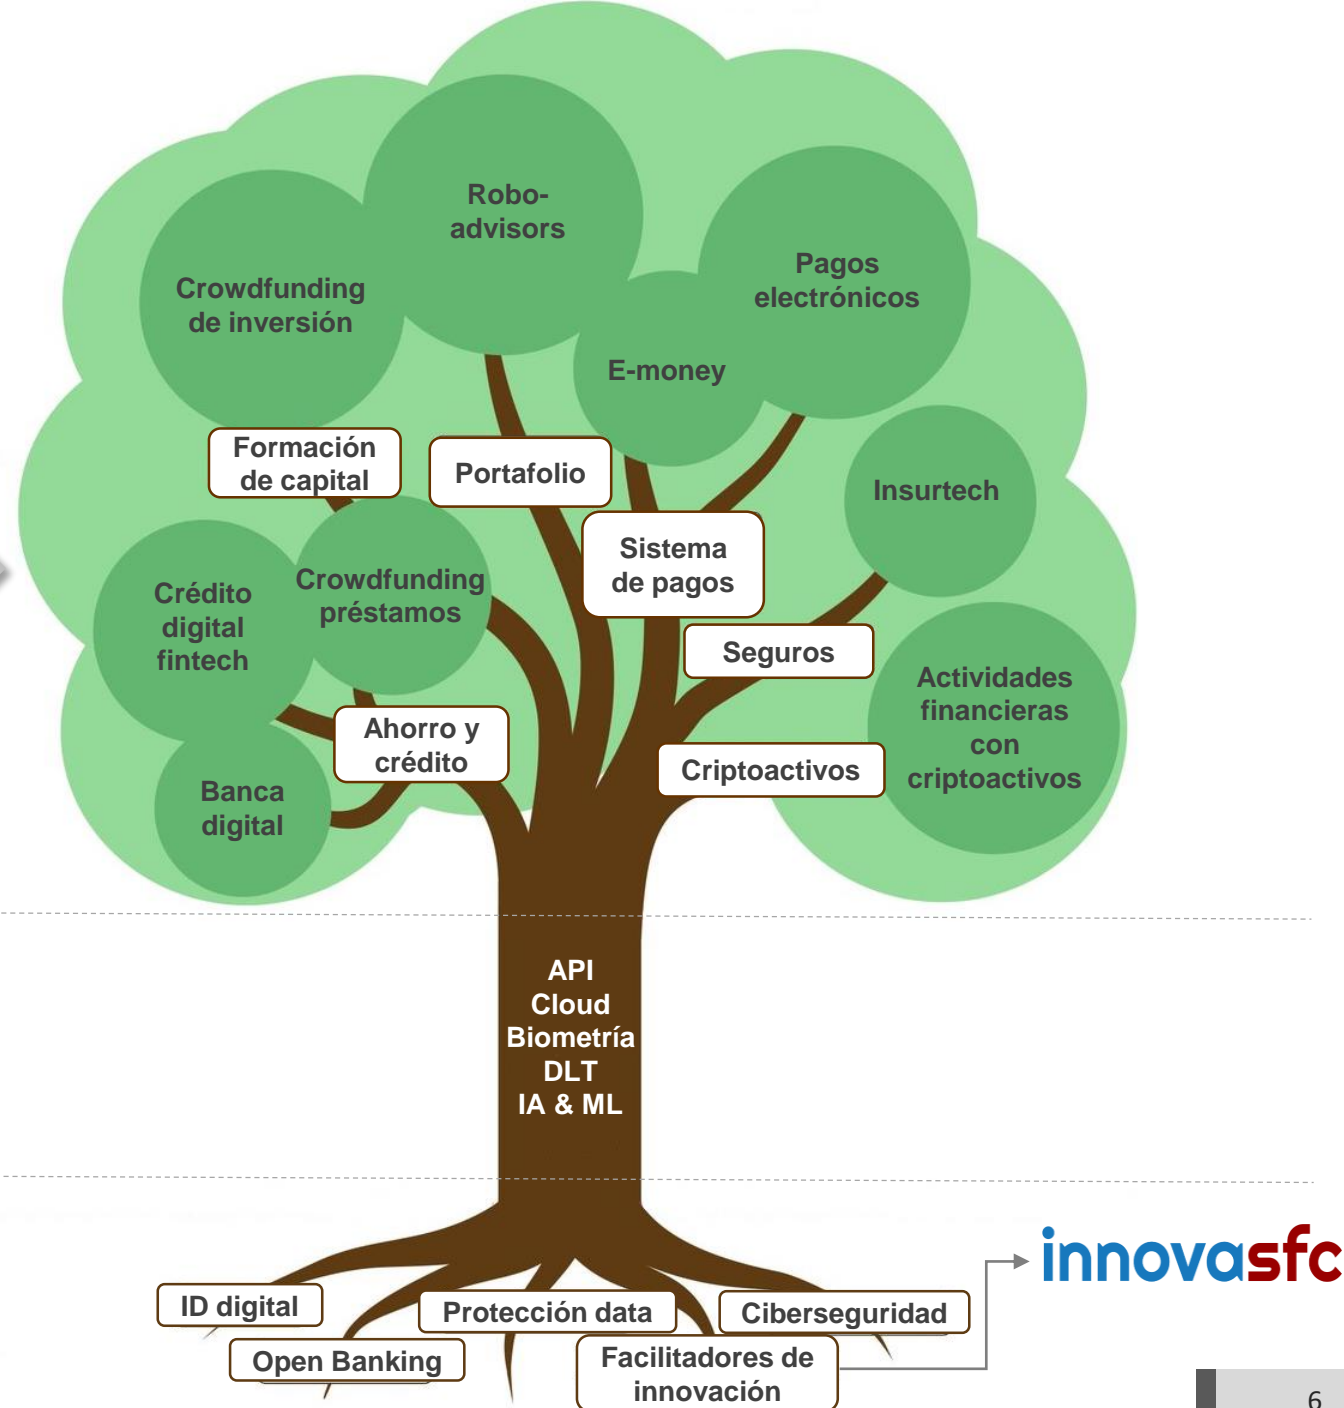 Robo-
advisors
Pagos
electrónicos
Crowdfunding
de inversión
E-money
Formación
de capital
Portafolio
Insurtech
Sistema
de pagos
Crowdfunding
préstamos
Crédito
digital
fintech
Seguros
Actividades
financieras
con
criptoactivos
Ahorro y
crédito
Criptoactivos
Banca
digital
API
Cloud
Biometría
DLT
IA & ML
innovasfc
ID digital
Protección data
Ciberseguridad
Open Banking
Facilitadores de
innovación
6